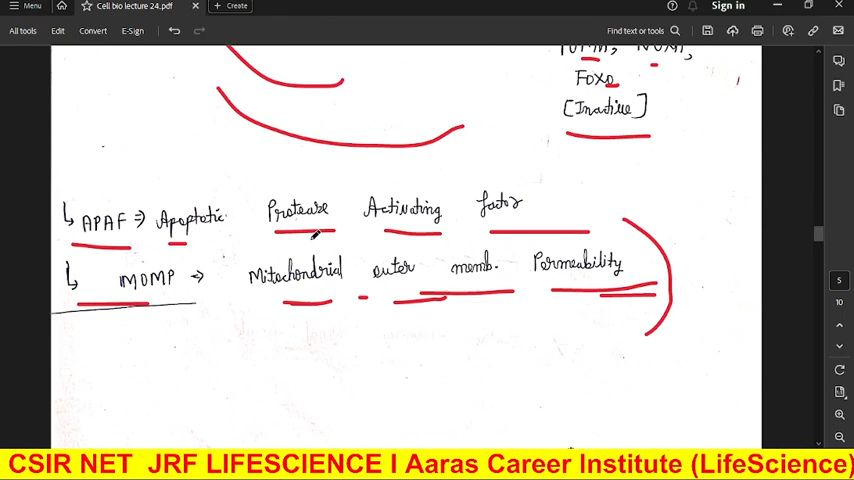 Menu
Cell bio lecture 24.pdf
Create
Sign in
All tools
Edit
Convert
E-Sign
Find text or tools
PUMA, NOXA,
FOXO
[Inactive]
↳ APAF ⇒ Apoptotic Protease Activating factor
↳ MOMP → Mitochondrial outer memb. Permeability
5
10
CSIR NET JRF LIFESCIENCE I Aaras Career Institute (LifeScience)